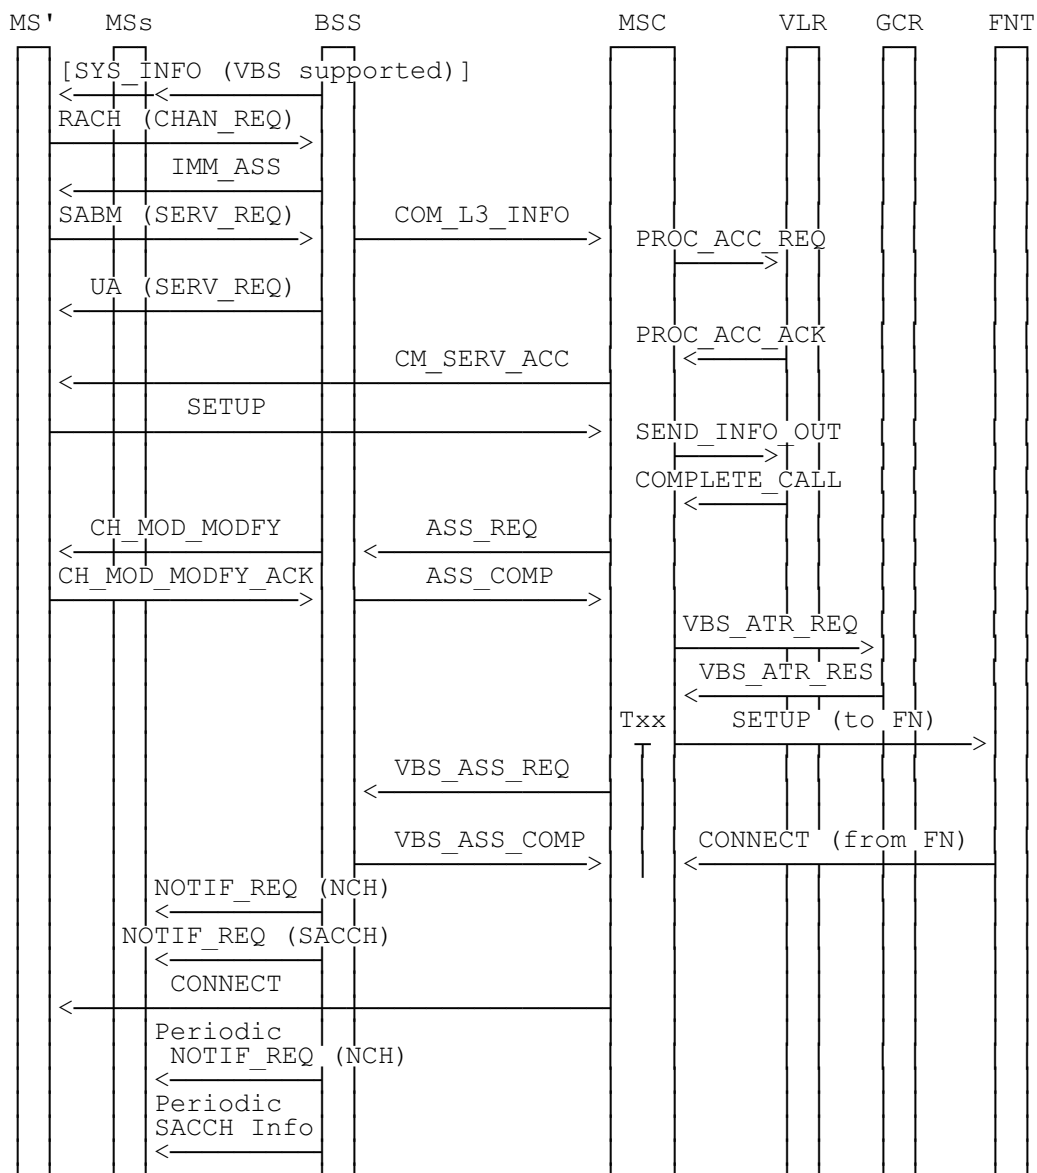 MS' MSs BSS MSC VLR GCR FNT
[SYS_INFO (VBS supported)]
RACH (CHAN_REQ)
IMM_ASS
SABM (SERV_REQ) COM_L3_INFO
PROC_ACC_REQ
UA (SERV_REQ)
PROC_ACC_ACK
CM_SERV_ACC
SETUP
SEND_INFO_OUT
COMPLETE_CALL
CH_MOD_MODFY ASS_REQ
CH_MOD_MODFY_ACK ASS_COMP
VBS_ATR_REQ
VBS_ATR_RES
Txx SETUP (to FN)
VBS_ASS_REQ
VBS_ASS_COMP CONNECT (from FN)
NOTIF_REQ (NCH)
NOTIF_REQ (SACCH)
CONNECT
Periodic
NOTIF_REQ (NCH)
Periodic
SACCH Info